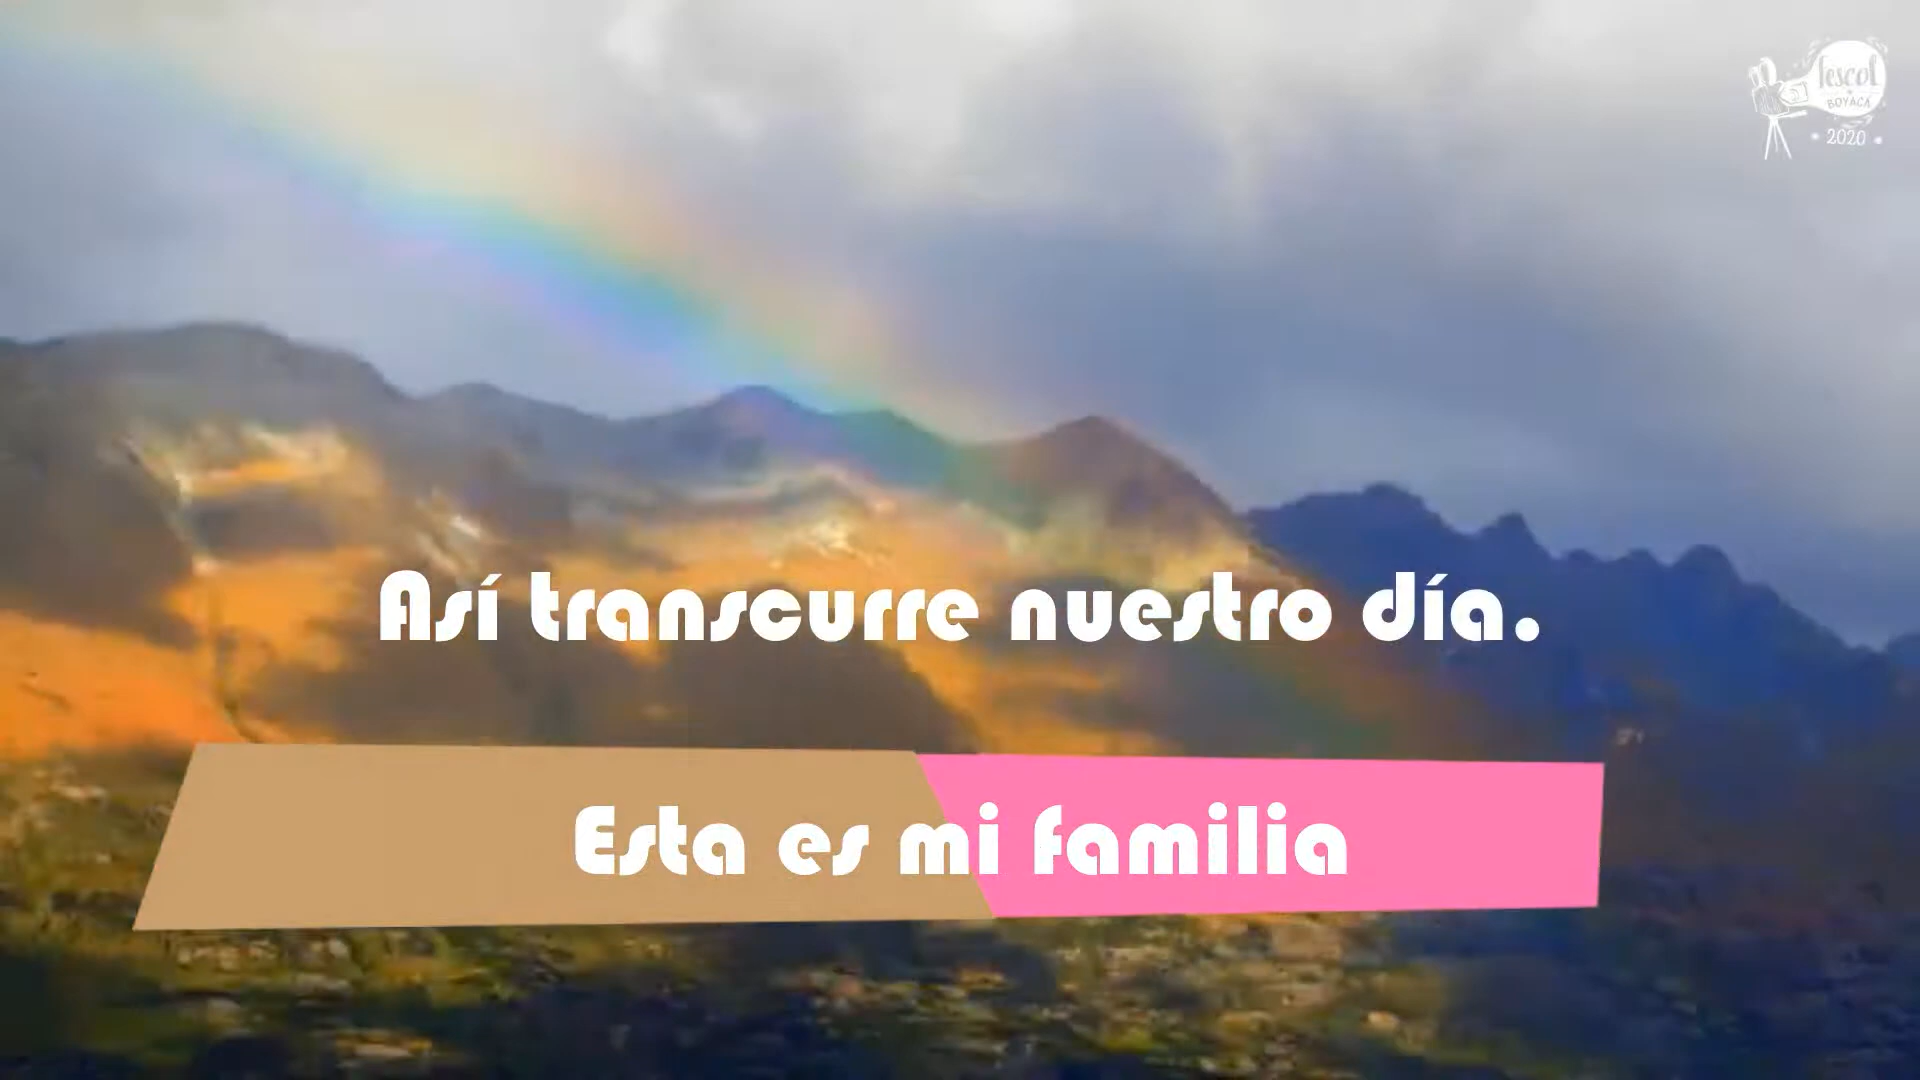 fescol
BOYACÁ
2020
Así transcurre nuestro día.
Esta es mi familia